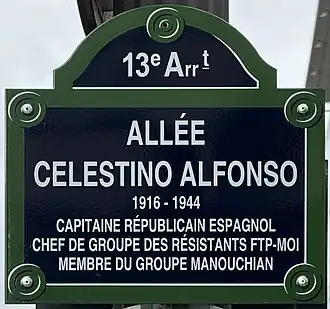 13e Arrt
ALLÉE
CELESTINO ALFONSO
1916 - 1944
CAPITAINE RÉPUBLICAIN ESPAGNOL
CHEF DE GROUPE DES RÉSISTANTS FTP-MOI
MEMBRE DU GROUPE MANOUCHIAN